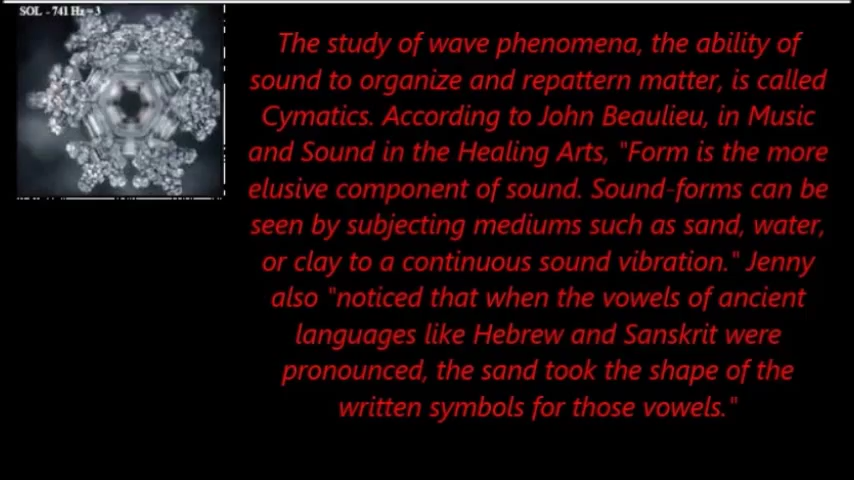 SOL - 741 Hz = 3
The study of wave phenomena, the ability of
sound to organize and repattern matter, is called
Cymatics. According to John Beaulieu, in Music
and Sound in the Healing Arts, "Form is the more
elusive component of sound. Sound-forms can be
seen by subjecting mediums such as sand, water,
or clay to a continuous sound vibration." Jenny
also "noticed that when the vowels of ancient
languages like Hebrew and Sanskrit were
pronounced, the sand took the shape of the
written symbols for those vowels."